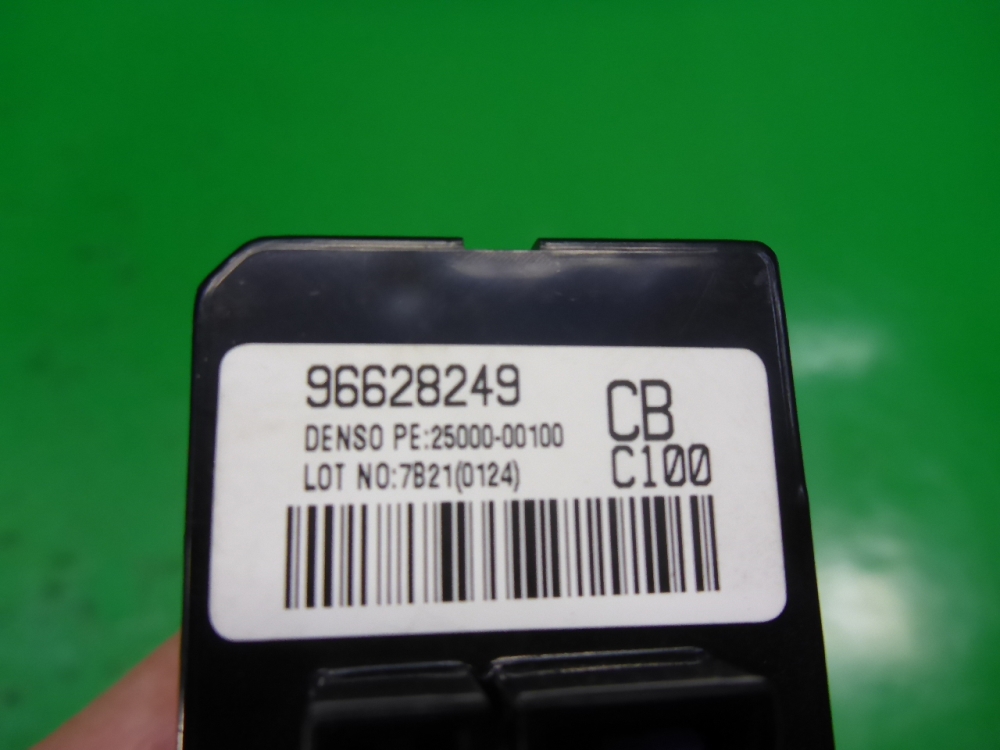 96628249
CB
DENSO PE:25000-00100
C100
LOT NO:7B21(0124)